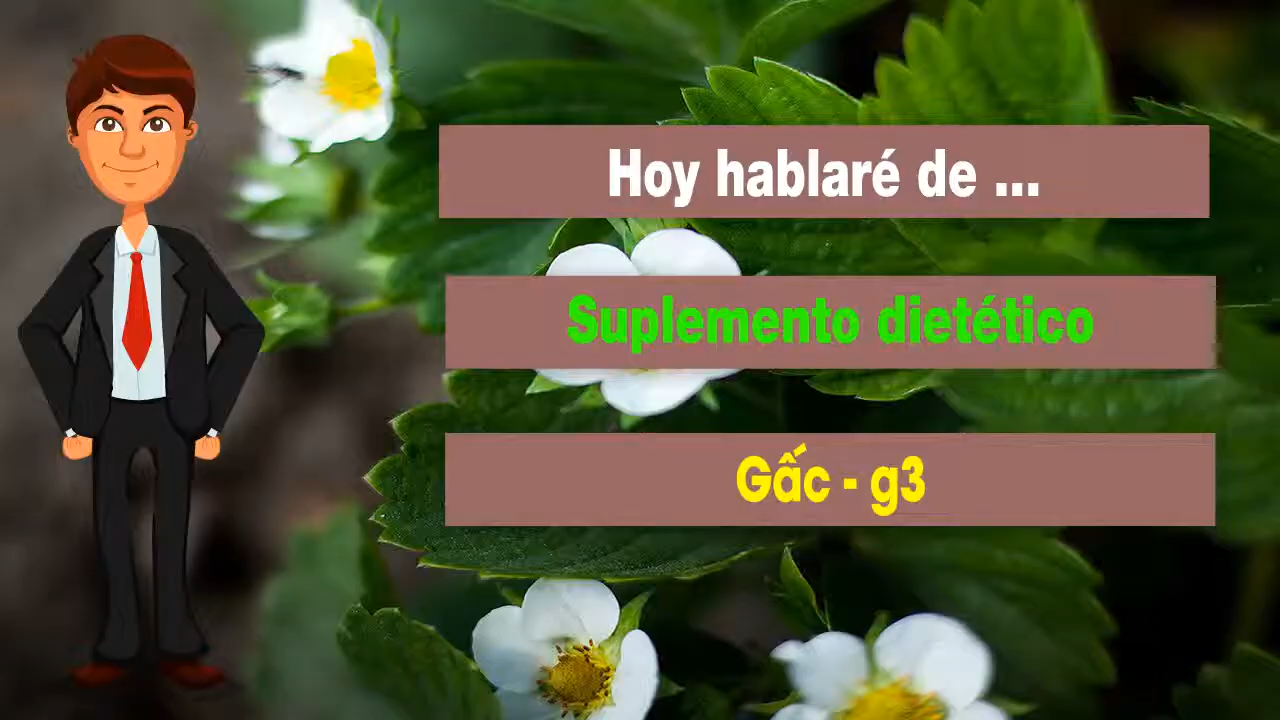 Hoy hablaré de ...
Suplemento dietético
Gấc - g3